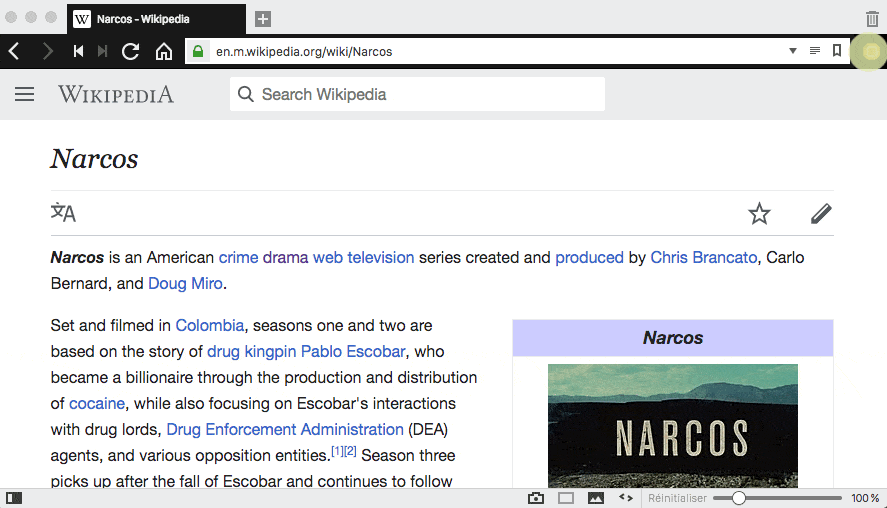 W Narcos - Wikipedia
en.m.wikipedia.org/wiki/Narcos
WIKIPEDIA
Search Wikipedia
Narcos
文A
Narcos is an American crime drama web television series created and produced by Chris Brancato, Carlo
Bernard, and Doug Miro.
Set and filmed in Colombia, seasons one and two are
based on the story of drug kingpin Pablo Escobar, who
became a billionaire through the production and distribution
of cocaine, while also focusing on Escobar's interactions
with drug lords, Drug Enforcement Administration (DEA)
agents, and various opposition entities.[1][2] Season three
picks up after the fall of Escobar and continues to follow
Narcos
NARCOS
Réinitialiser
100 %